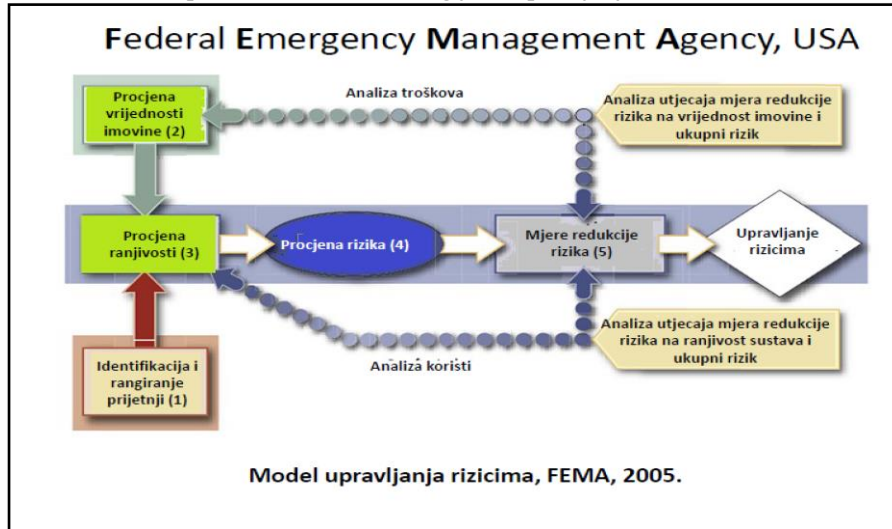 Federal Emergency Management Agency, USA
Procjena
vrijednosti
imovine (2)
Analiza troškova
Analiza utjecaja mjera redukcije
rizika na vrijednost imovine i
ukupni rizik
Procjena
ranjivosti (3)
Procjena rizika (4)
Mjere redukcije
rizika (5)
Upravljanje
rizicima
Identifikacija i
rangiranje
prijetnji (1)
Analiza koristi
Analiza utjecaja mjera redukcije
rizika na ranjivost sustava i
ukupni rizik
Model upravljanja rizicima, FEMA, 2005.